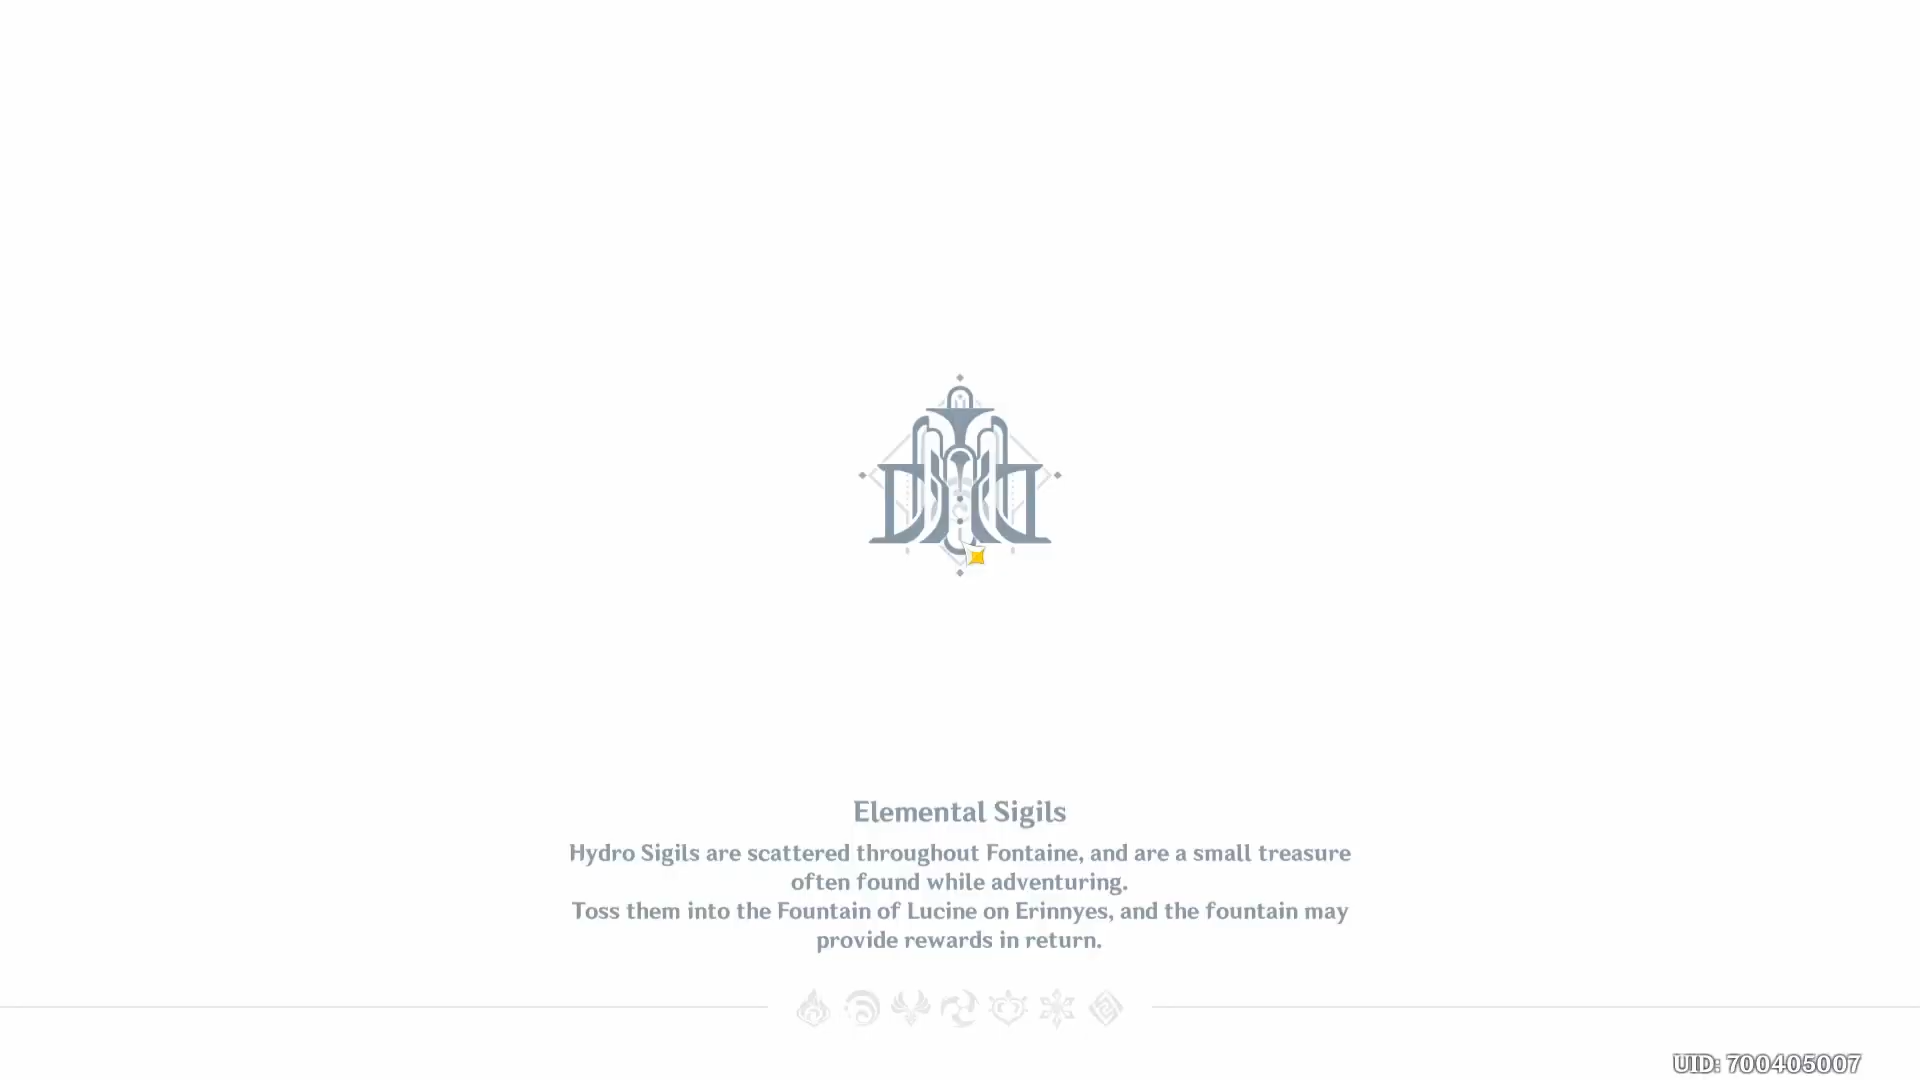 Elemental Sigils
Hydro Sigils are scattered throughout Fontaine, and are a small treasure
often found while adventuring.
Toss them into the Fountain of Lucine on Erinnyes, and the fountain may
provide rewards in return.
UID: 700405007